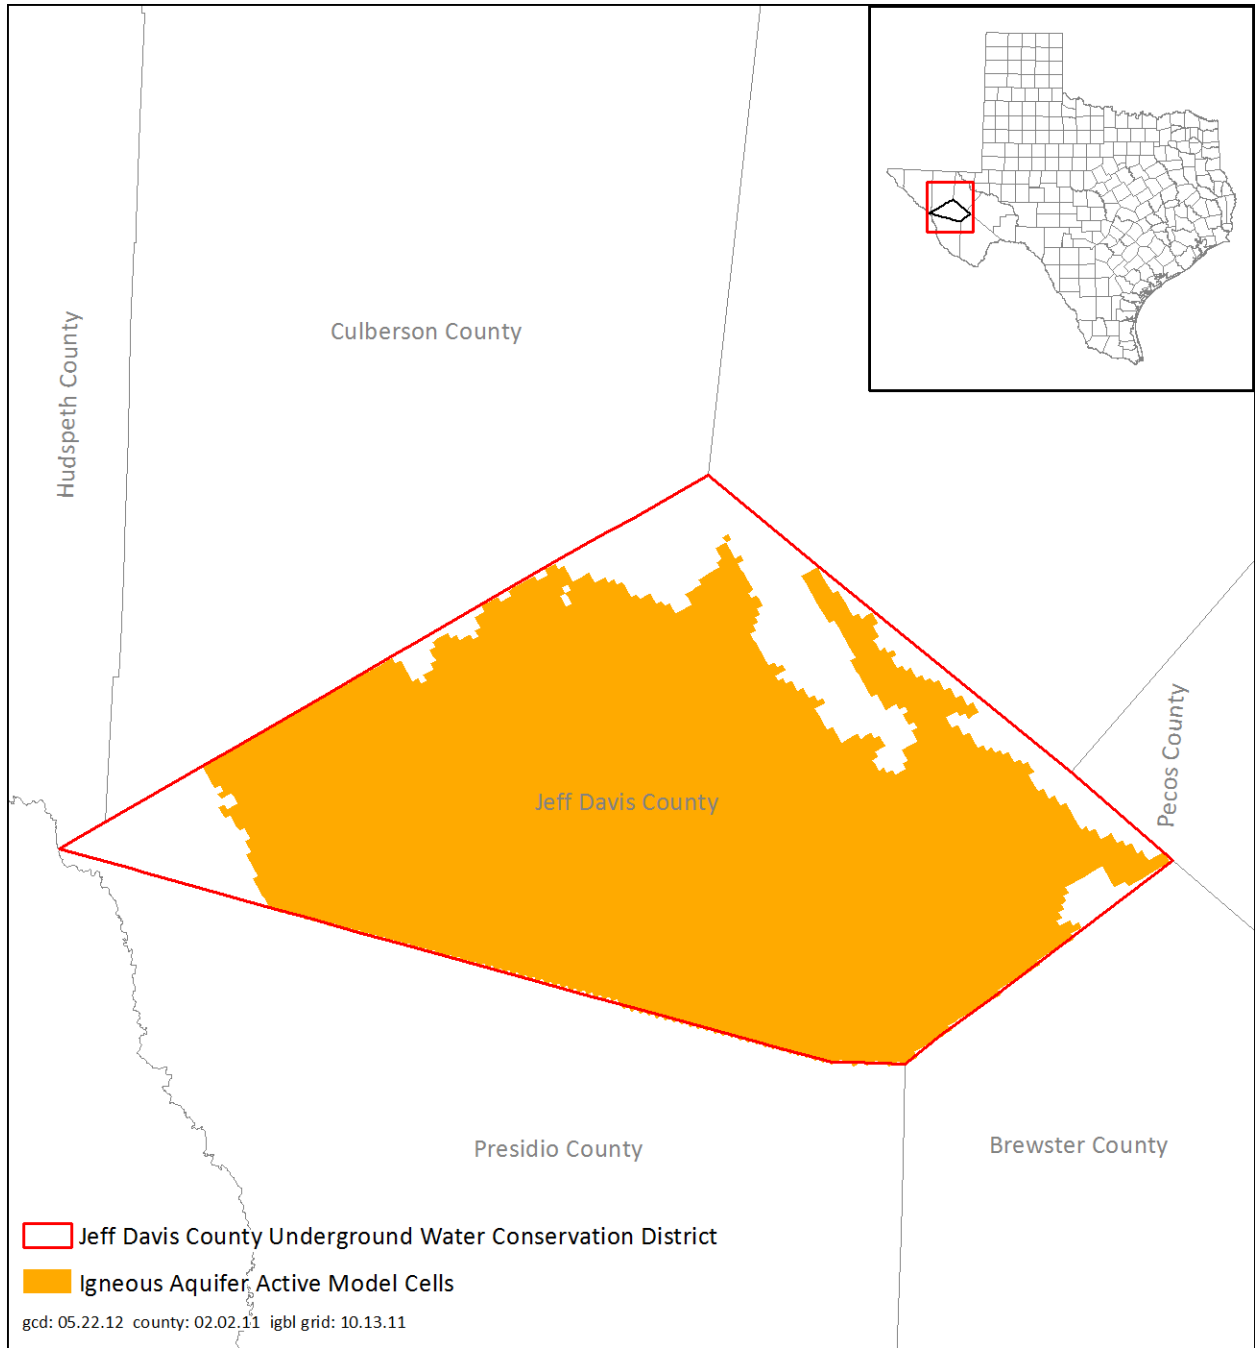 Hudspeth County
Culberson County
Pecos County
Jeff Davis County
Presidio County
Brewster County
Jeff Davis County Underground Water Conservation District
Igneous Aquifer Active Model Cells
gcd: 05.22.12 county: 02.02.11 igbl grid: 10.13.11